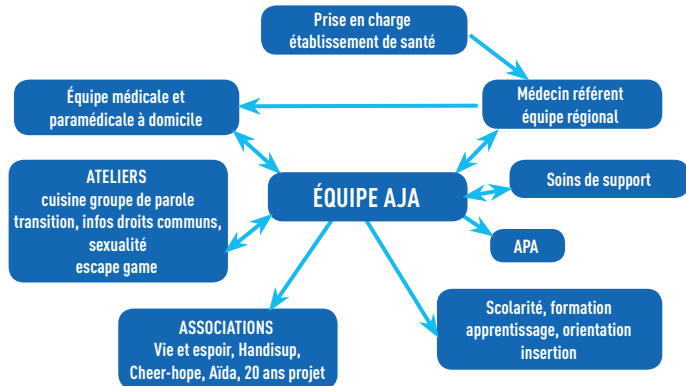 Prise en charge
établissement de santé
Équipe médicale et
paramédicale à domicile
Médecin référent
équipe régional
ATELIERS
cuisine groupe de parole
transition, infos droits communs,
sexualité
escape game
ÉQUIPE AJA
Soins de support
APA
ASSOCIATIONS
Vie et espoir, Handisup,
Cheer-hope, Aïda, 20 ans projet
Scolarité, formation
apprentissage, orientation
insertion